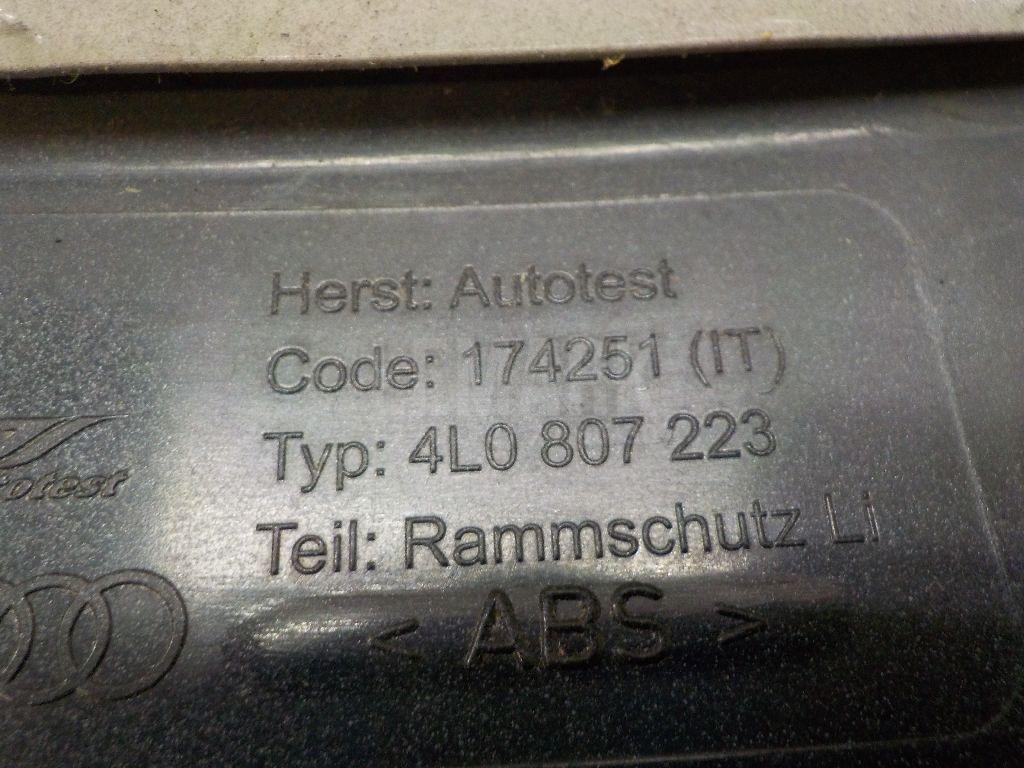 Herst: Autotest
Code: 174251 (IT)
Typ: 4L0 807 223
Teil: Rammschutz Li
< ABS >